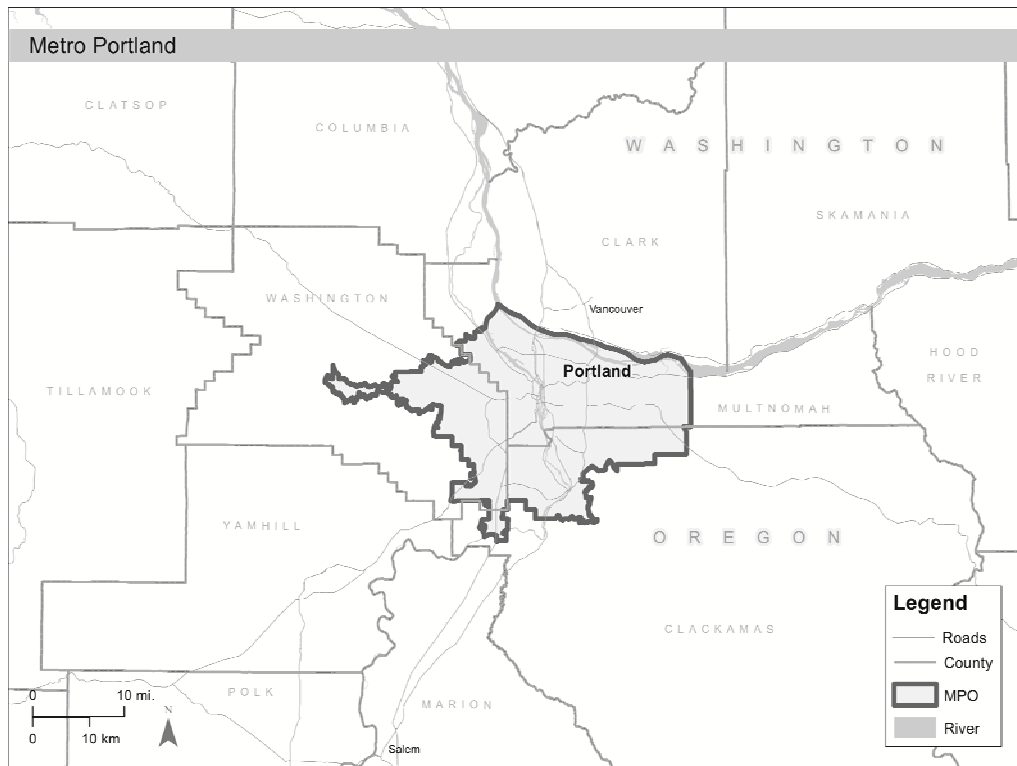 Metro Portland
CLATSOP
COLUMBIA
WASHINGTON
SKAMANIA
CLARK
WASHINGTON
Vancouver
HOOD
RIVER
Portland
TILLAMOOK
MULTNOMAH
YAMHILL
OREGON
CLACKAMAS
POLK
MARION
Salem
0 10 mi.
0 10 km
N
Legend
Roads
County
MPO
River